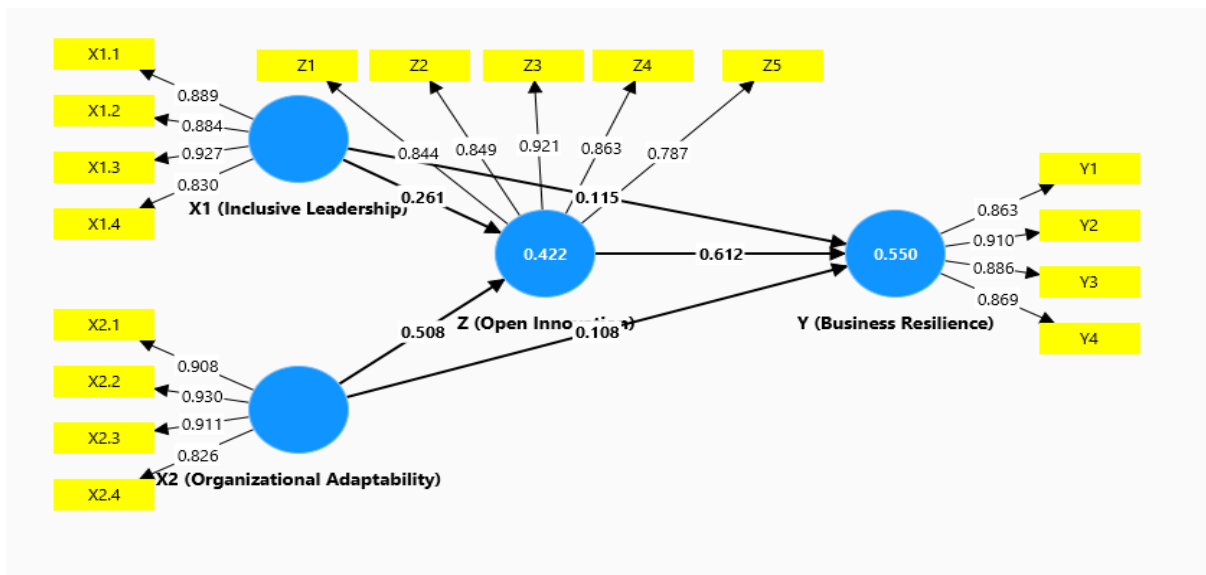 X1.1
X1.2
X1.3
X1.4
0.889
0.884
0.927
0.830
X1 (Inclusive Leadership)
Z1
Z2
Z3
Z4
Z5
0.844
0.849
0.921
0.863
0.787
0.261
0.115
0.422
0.612
0.550
Z (Open
0.508
0.108
Y (Business Resilience)
Y1
Y2
Y3
Y4
0.863
0.910
0.886
0.869
X2.1
X2.2
X2.3
X2.4
0.908
0.930
0.911
0.826
X2 (Organizational Adaptability)